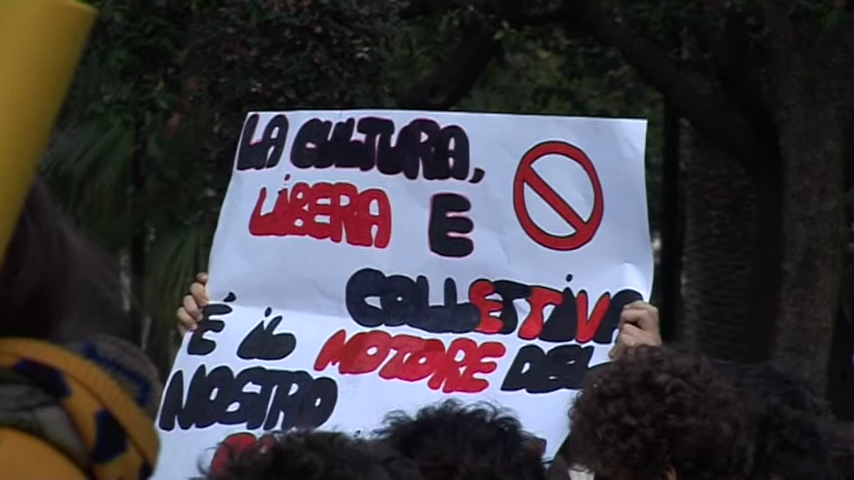 LA CULTURA,
LiBERA E
COLLETTiVA
É iL MOTORE DEL
NOSTRO